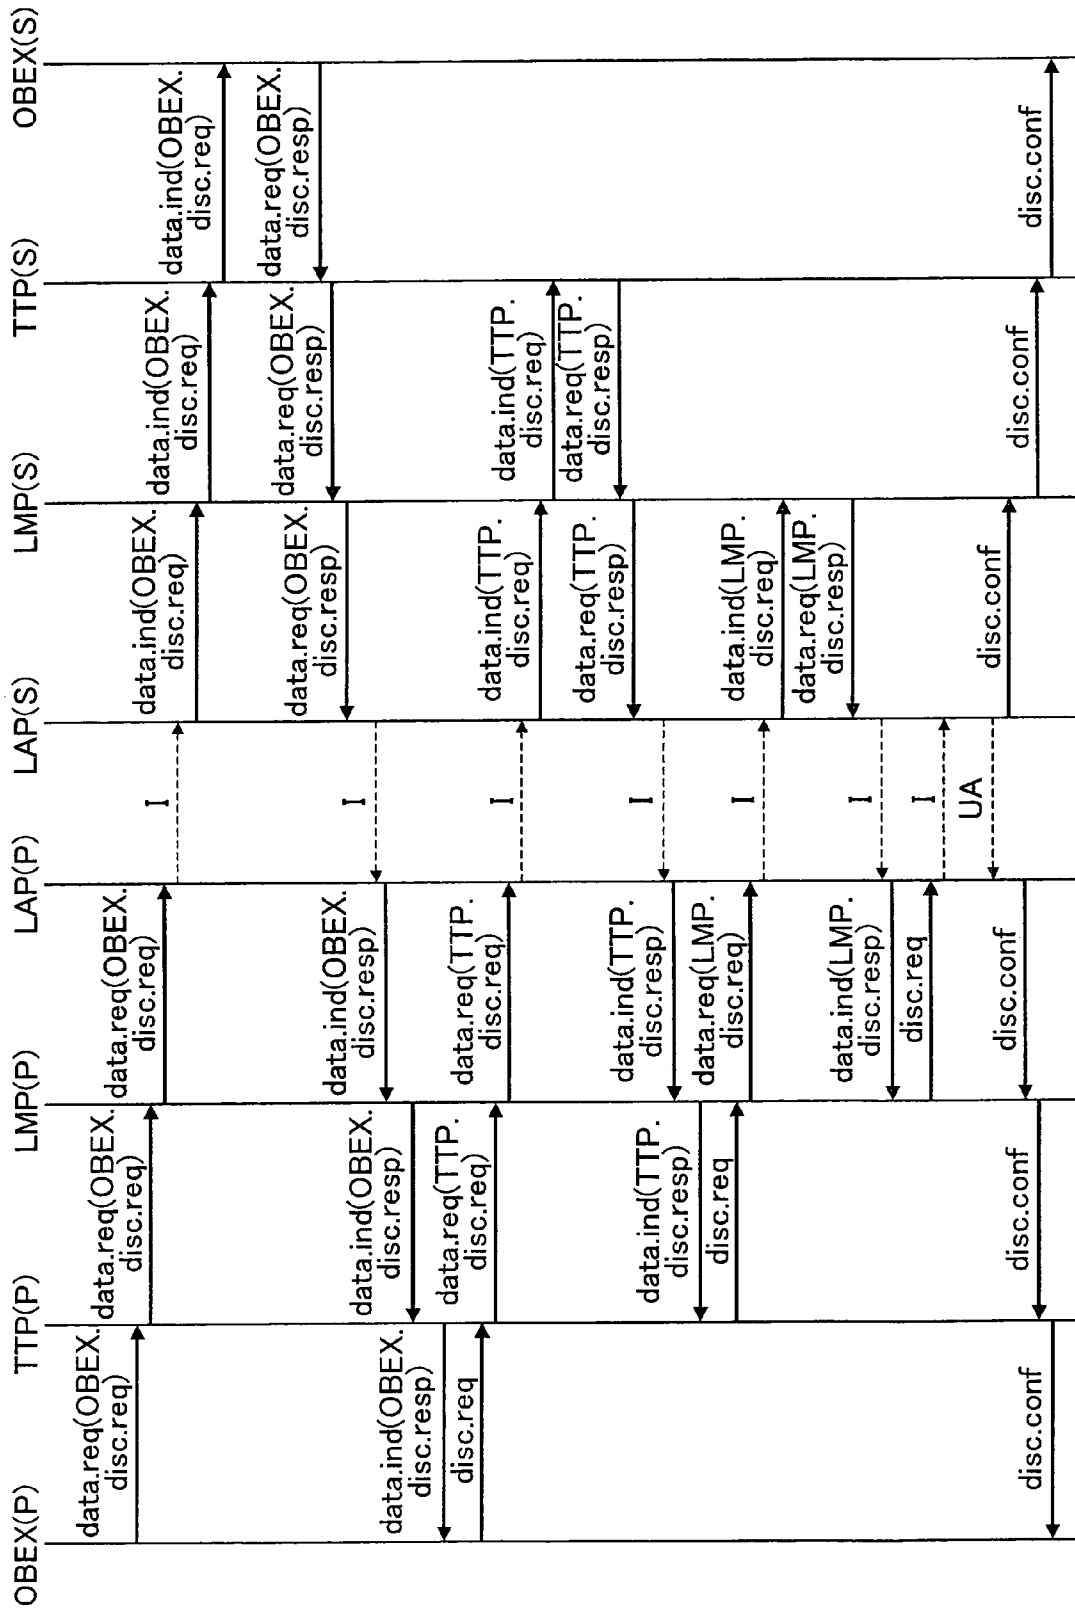 OBEX(P)
TTP(P)
LMP(P)
LAP(P)
LAP(S)
LMP(S)
TTP(S)
OBEX(S)
data.req(OBEX.
disc.req)
data.req(OBEX.
disc.req)
data.req(OBEX.
disc.req)
I
data.ind(OBEX.
disc.req)
data.ind(OBEX.
disc.req)
data.ind(OBEX.
disc.req)
data.req(OBEX.
disc.resp)
data.req(OBEX.
disc.resp)
data.req(OBEX.
disc.resp)
I
data.ind(OBEX.
disc.resp)
data.ind(OBEX.
disc.resp)
data.ind(OBEX.
disc.resp)
disc.req
data.req(TTP.
disc.req)
data.req(TTP.
disc.req)
I
data.ind(TTP.
disc.req)
data.ind(TTP.
disc.req)
data.req(TTP.
disc.resp)
data.req(TTP.
disc.resp)
I
data.ind(TTP.
disc.resp)
data.ind(TTP.
disc.resp)
disc.req
data.req(LMP.
disc.req)
I
data.ind(LMP.
disc.req)
data.req(LMP.
disc.resp)
I
data.ind(LMP.
disc.resp)
disc.req
I
UA
disc.conf
disc.conf
disc.conf
disc.conf
disc.conf
disc.conf